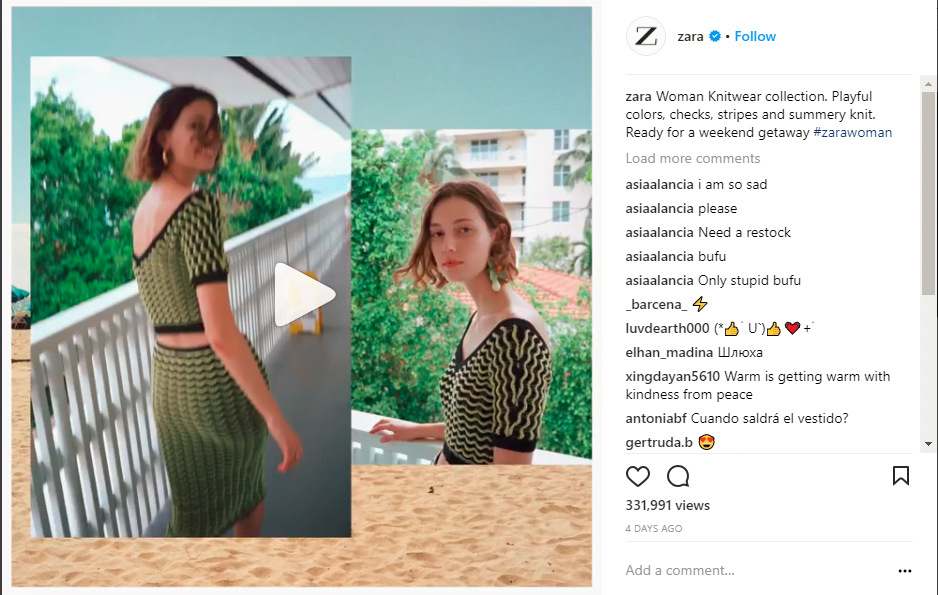 Z
zara • Follow
zara Woman Knitwear collection. Playful
colors, checks, stripes and summery knit.
Ready for a weekend getaway #zarawoman
Load more comments
asiaalancia i am so sad
asiaalancia please
asiaalancia Need a restock
asiaalancia bufu
asiaalancia Only stupid bufu
_barcena_ ⚡
luvdearth000 (*👍` U`)👍❤️+゛
elhan_madina Шлюха
xingdayan5610 Warm is getting warm with
kindness from peace
antoniabf Cuando saldrá el vestido?
gertruda.b 😍
331,991 views
4 DAYS AGO
Add a comment...